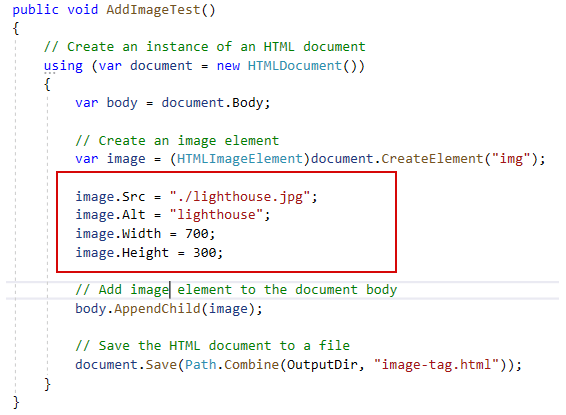 public void AddImageTest()
{
// Create an instance of an HTML document
using (var document = new HTMLDocument())
{
var body = document.Body;
// Create an image element
var image = (HTMLImageElement)document.CreateElement("img");
image.Src = "./lighthouse.jpg";
image.Alt = "lighthouse";
image.Width = 700;
image.Height = 300;
// Add image element to the document body
body.AppendChild(image);
// Save the HTML document to a file
document.Save(Path.Combine(OutputDir, "image-tag.html"));
}
}